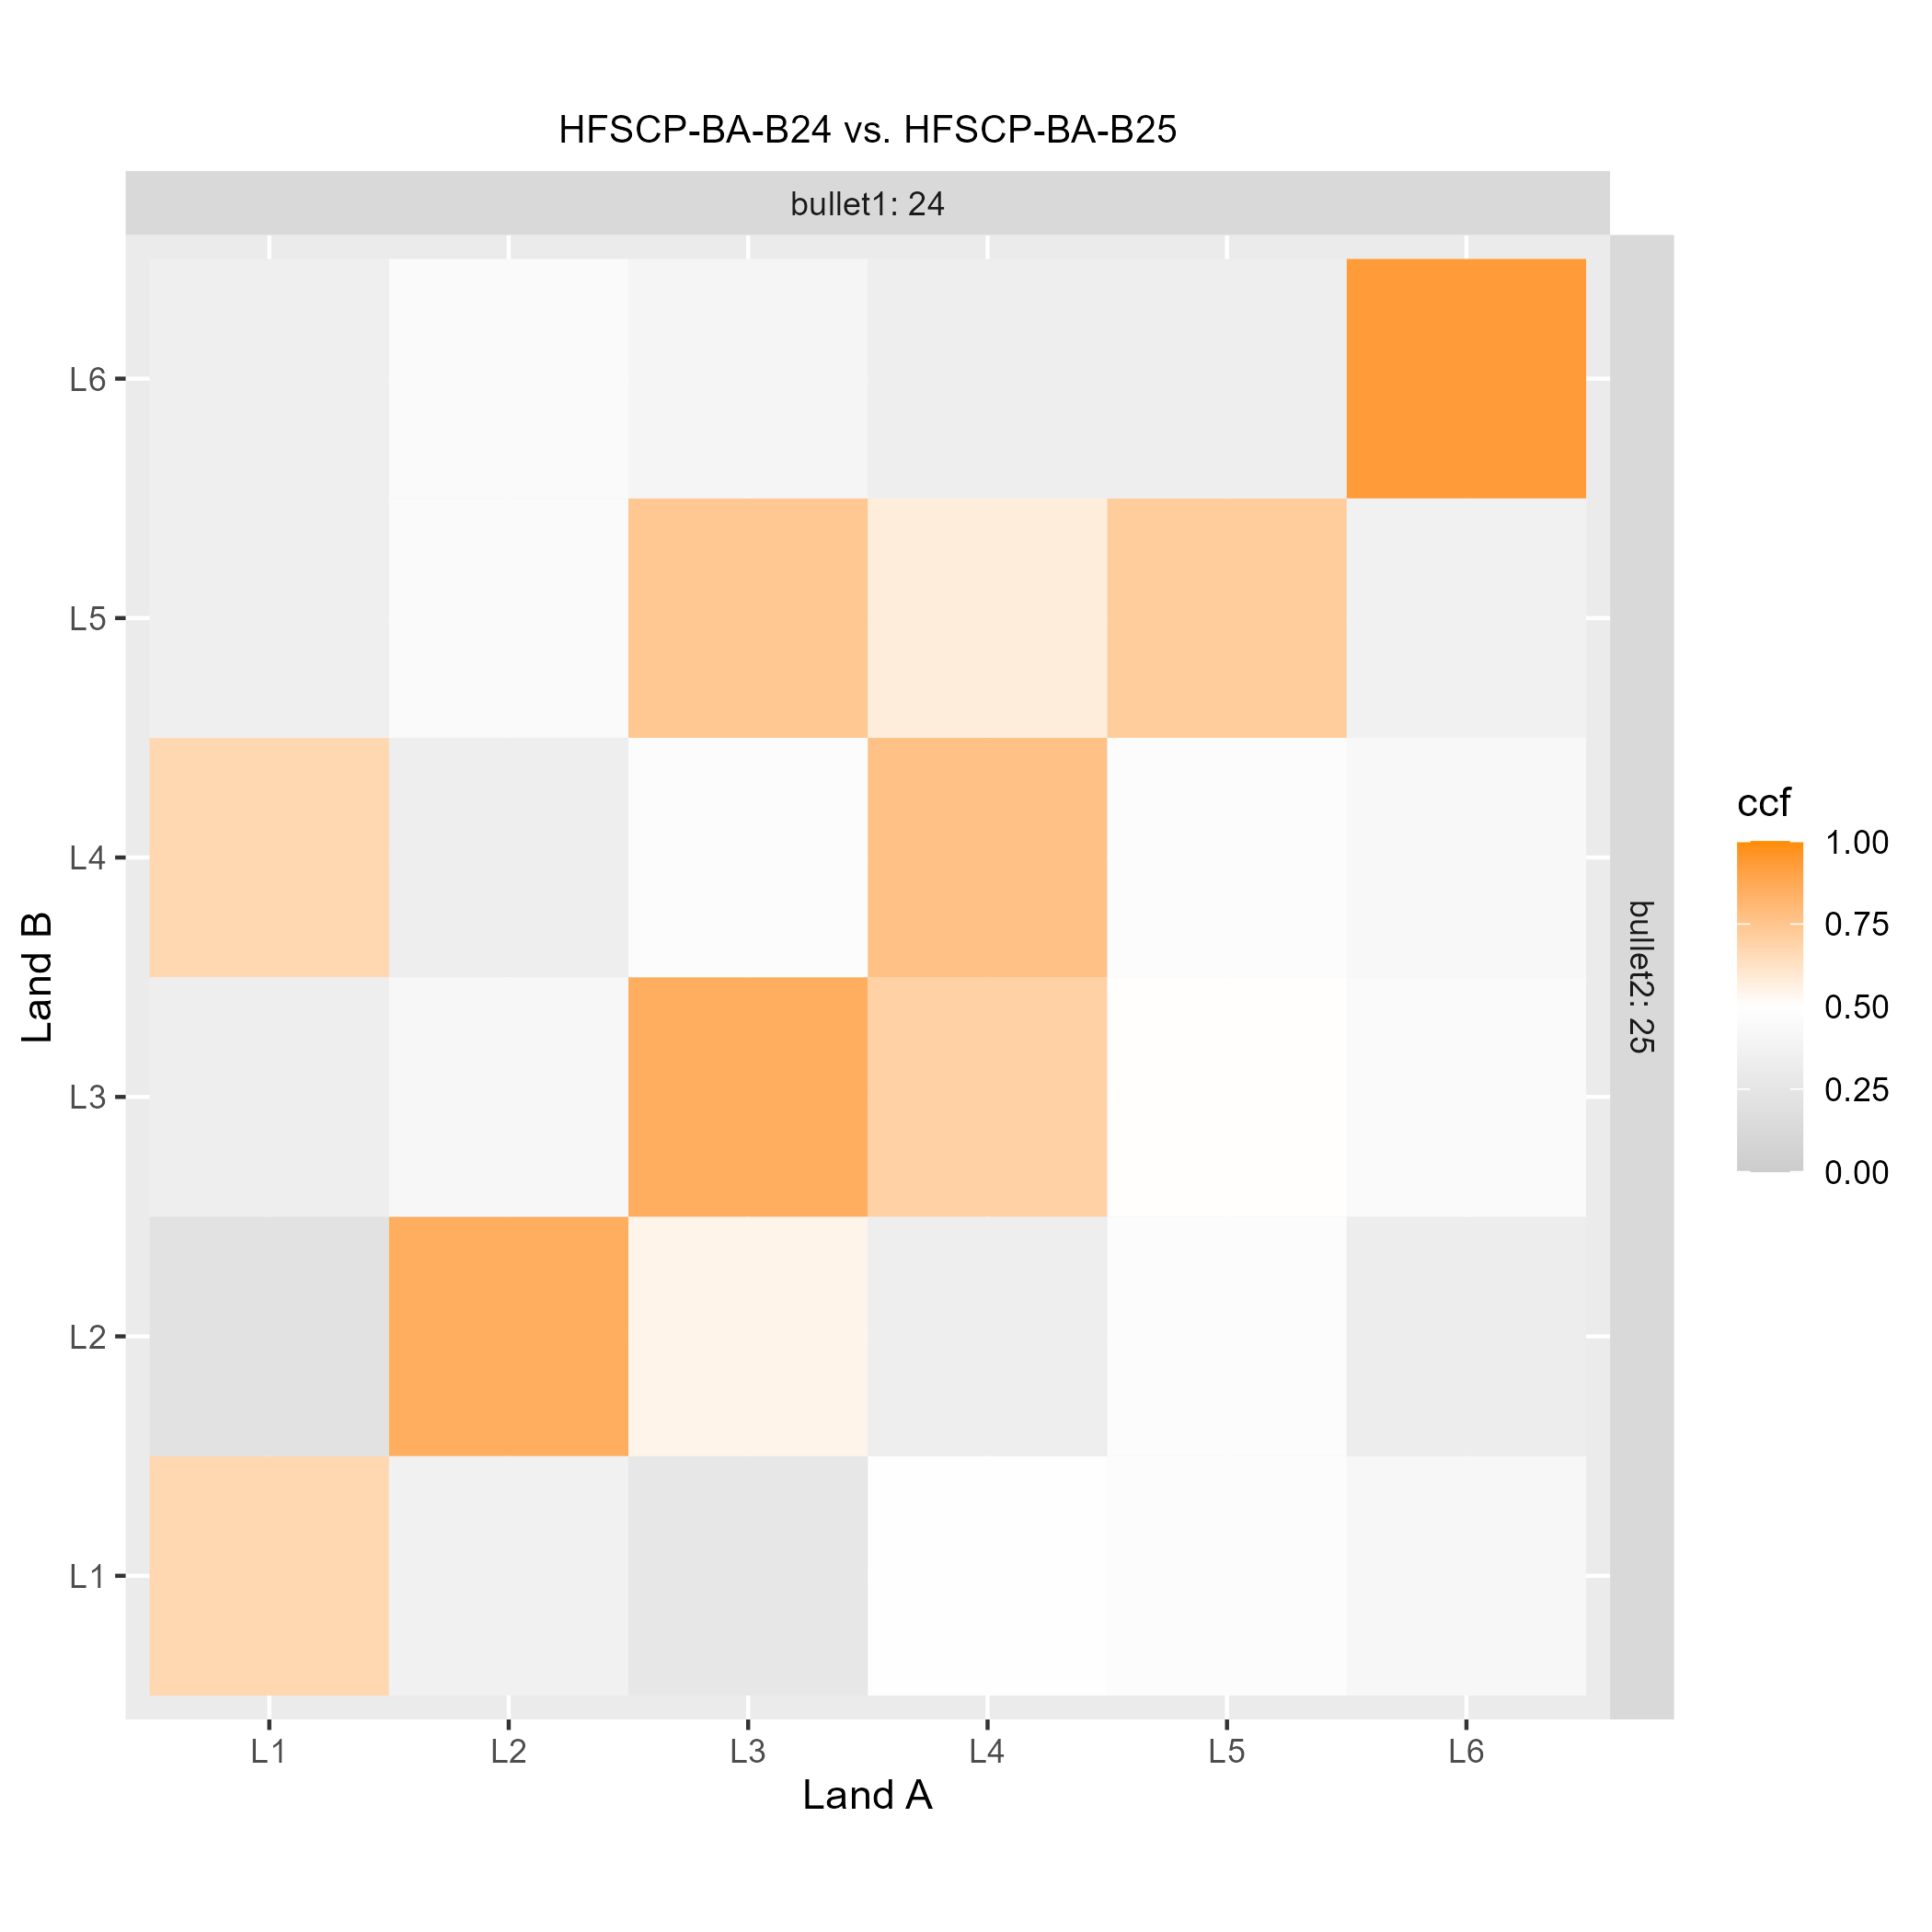 HFSCP-BA-B24 vs. HFSCP-BA-B25
bullet1: 24
L6
L5
L4
L3
L2
L1
Land B
bullet2: 25
L1 L2 L3 L4 L5 L6
Land A
ccf
1.00
0.75
0.50
0.25
0.00